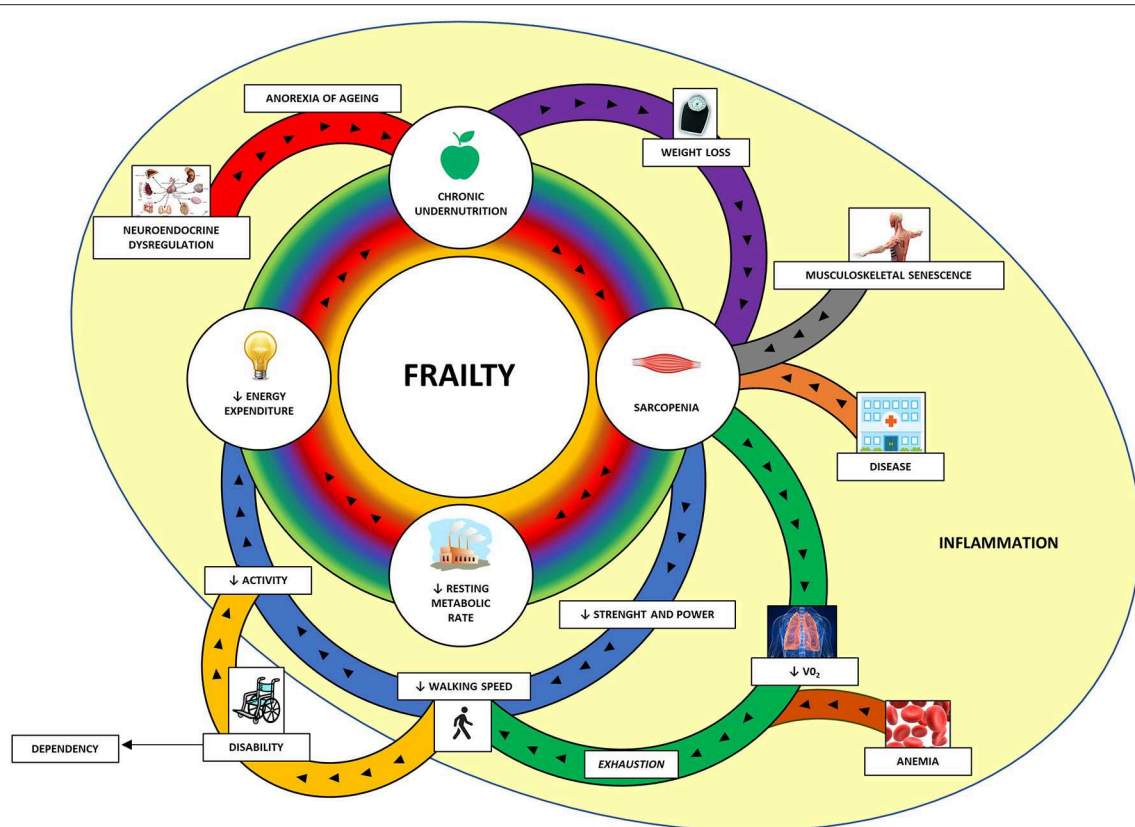 ANOREXIA OF AGEING
CHRONIC
UNDERNUTRITION
WEIGHT LOSS
NEUROENDOCRINE
DYSREGULATION
MUSCULOSKELETAL SENESCENCE
↓ ENERGY
EXPENDITURE
FRAILTY
SARCOPENIA
DISEASE
INFLAMMATION
↓ ACTIVITY
↓ RESTING
METABOLIC
RATE
↓ STRENGHT AND POWER
↓ V0₂
↓ WALKING SPEED
DEPENDENCY
DISABILITY
EXHAUSTION
ANEMIA